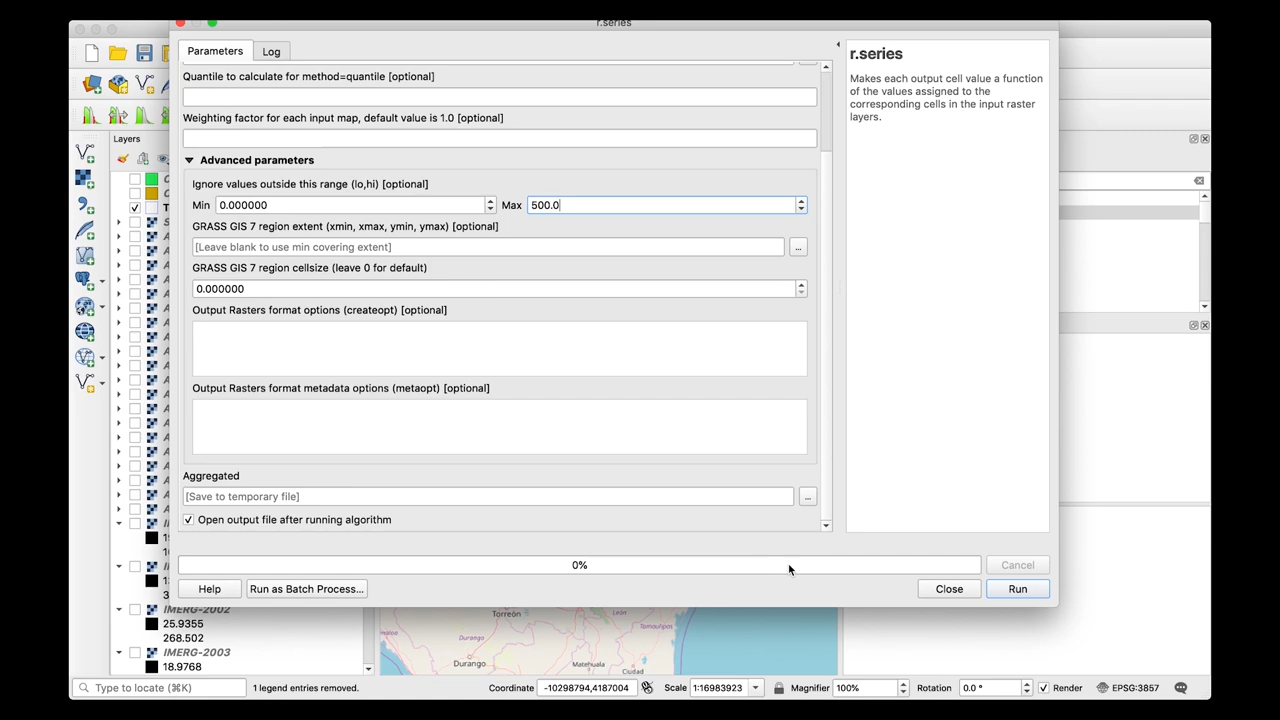 r.series
Parameters
Log
Quantile to calculate for method=quantile [optional]
Weighting factor for each input map, default value is 1.0 [optional]
Advanced parameters
Ignore values outside this range (lo,hi) [optional]
Min 0.000000 Max 500.0
GRASS GIS 7 region extent (xmin, xmax, ymin, ymax) [optional]
[Leave blank to use min covering extent] ...
GRASS GIS 7 region cellsize (leave 0 for default)
0.000000
Output Rasters format options (createopt) [optional]
Output Rasters format metadata options (metaopt) [optional]
Aggregated
[Save to temporary file] ...
Open output file after running algorithm
0% Cancel
Help Run as Batch Process... Close Run
r.series
Makes each output cell value a function
of the values assigned to the
corresponding cells in the input raster
layers.
Layers
IMERG-2002
25.9355
268.502
IMERG-2003
18.9768
Torreón
León
Tamaulipas
Durango
Durango
Matehuala
Ciudad
Type to locate (⌘K) 1 legend entries removed. Coordinate -10298794,4187004 Scale 1:16983923 Magnifier 100% Rotation 0.0 ° Render EPSG:3857